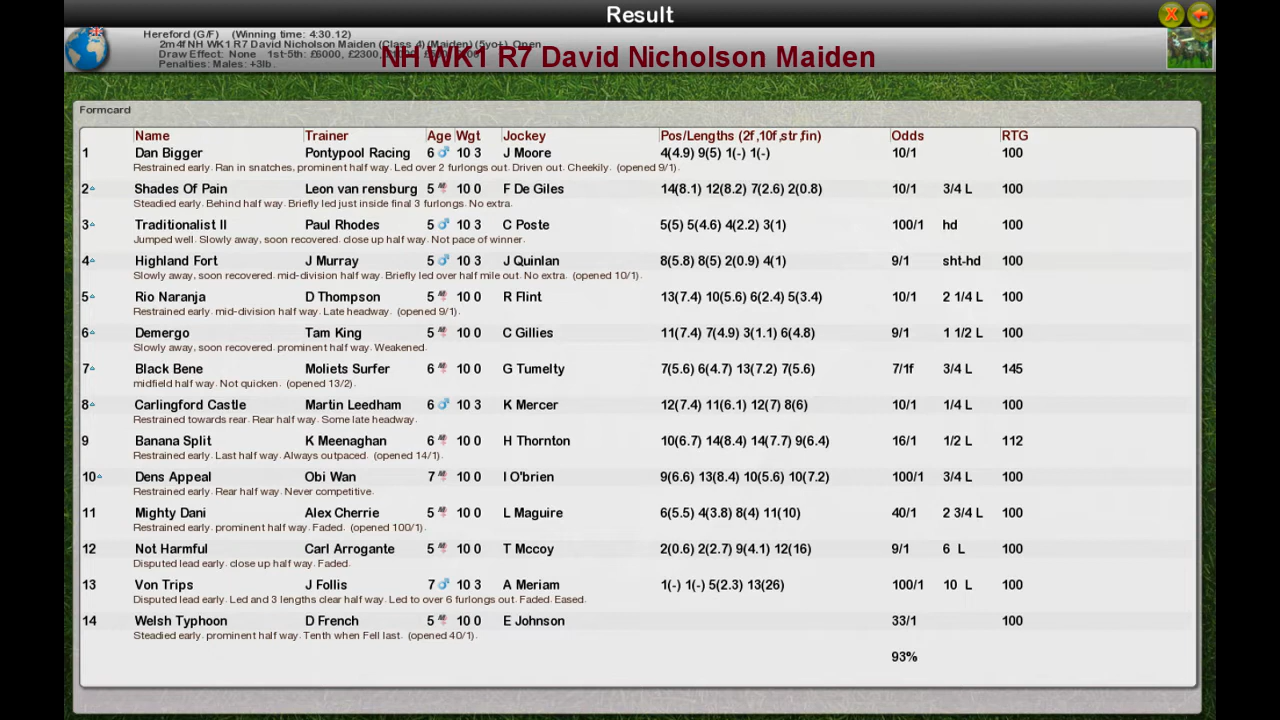 Result
Hereford (G/F) (Winning time: 4:30.12)
2m4f NH WK1 R7 David Nicholson Maiden (Class 4) (Maiden) (5yo+) Open
NH WK1 R7 David Nicholson Maiden
Draw Effect: None 1st-5th: £6000, £2300,
Penalties: Males: +3lb.
Formcard
Name Trainer Age Wgt Jockey Pos/Lengths (2f,10f,str,fin) Odds RTG
1 Dan Bigger Pontypool Racing 6 10 3 J Moore 4(4.9) 9(5) 1(-) 1(-) 10/1 100
Restrained early. Ran in snatches, prominent half way. Led over 2 furlongs out. Driven out. Cheekily. (opened 9/1).
2 Shades Of Pain Leon van rensburg 5 10 0 F De Giles 14(8.1) 12(8.2) 7(2.6) 2(0.8) 10/1 3/4 L 100
Steadied early. Behind half way. Briefly led just inside final 3 furlongs. No extra.
3 Traditionalist II Paul Rhodes 5 10 3 C Poste 5(5) 5(4.6) 4(2.2) 3(1) 100/1 hd 100
Jumped well. Slowly away, soon recovered. close up half way. Not pace of winner.
4 Highland Fort J Murray 5 10 3 J Quinlan 8(5.8) 8(5) 2(0.9) 4(1) 9/1 sht-hd 100
Slowly away, soon recovered. mid-division half way. Briefly led over half mile out. No extra. (opened 10/1).
5 Rio Naranja D Thompson 5 10 0 R Flint 13(7.4) 10(5.6) 6(2.4) 5(3.4) 10/1 2 1/4 L 100
Restrained early. mid-division half way. Late headway. (opened 9/1).
6 Demergo Tam King 5 10 0 C Gillies 11(7.4) 7(4.9) 3(1.1) 6(4.8) 9/1 1 1/2 L 100
Slowly away, soon recovered. prominent half way. Weakened.
7 Black Bene Moliets Surfer 6 10 0 G Tumelty 7(5.6) 6(4.7) 13(7.2) 7(5.6) 7/1f 3/4 L 145
midfield half way. Not quicken. (opened 13/2).
8 Carlingford Castle Martin Leedham 6 10 3 K Mercer 12(7.4) 11(6.1) 12(7) 8(6) 10/1 1/4 L 100
Restrained towards rear. Rear half way. Some late headway.
9 Banana Split K Meenaghan 6 10 0 H Thornton 10(6.7) 14(8.4) 14(7.7) 9(6.4) 16/1 1/2 L 112
Restrained early. Last half way. Always outpaced. (opened 14/1).
10 Dens Appeal Obi Wan 7 10 0 I O'brien 9(6.6) 13(8.4) 10(5.6) 10(7.2) 100/1 3/4 L 100
Restrained early. Rear half way. Never competitive.
11 Mighty Dani Alex Cherrie 5 10 0 L Maguire 6(5.5) 4(3.8) 8(4) 11(10) 40/1 2 3/4 L 100
Restrained early. prominent half way. Faded. (opened 100/1).
12 Not Harmful Carl Arrogante 5 10 0 T Mccoy 2(0.6) 2(2.7) 9(4.1) 12(16) 9/1 6 L 100
Disputed lead early. close up half way. Faded.
13 Von Trips J Follis 7 10 3 A Meriam 1(-) 1(-) 5(2.3) 13(26) 100/1 10 L 100
Disputed lead early. Led and 3 lengths clear half way. Led to over 6 furlongs out. Faded. Eased.
14 Welsh Typhoon D French 5 10 0 E Johnson 33/1 100
Steadied early. prominent half way. Tenth when Fell last. (opened 40/1).
93%